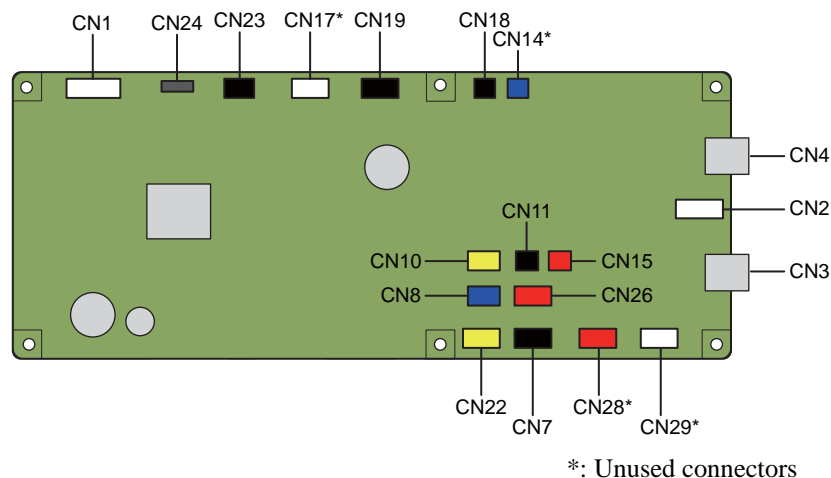 CN1
CN24
CN23
CN17*
CN19
CN18
CN14*
CN4
CN2
CN11
CN10
CN15
CN3
CN8
CN26
CN22
CN7
CN28*
CN29*
*: Unused connectors